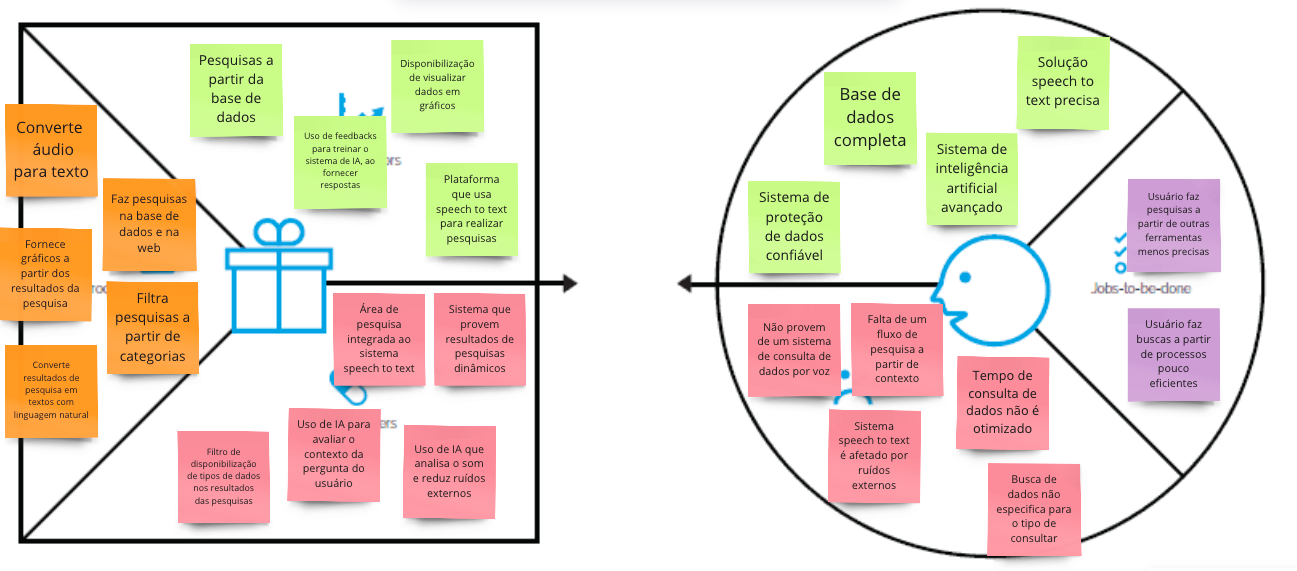 Converte
áudio
para texto
Faz pesquisas
na base de
dados e na
web
Fornece
gráficos a
partir dos
resultados da
pesquisa
Filtra
pesquisas a
partir de
categorias
Converte
resultados de
pesquisa em
textos com
linguagem natural
Pesquisas a
partir da
base de
dados
Disponibilização
de visualizar
dados em
gráficos
Uso de feedbacks
para treinar o
sistema de IA, ao
fornecer
respostas
Plataforma
que usa
speech to text
para realizar
pesquisas
Área de
pesquisa
integrada ao
sistema
speech to text
Sistema que
provem
resultados de
pesquisas
dinâmicos
Filtro de
disponibilização
de tipos de dados
nos resultados
das pesquisas
Uso de IA para
avaliar o
contexto da
pergunta do
usuário
Uso de IA que
analisa o som
e reduz ruídos
externos
Solução
speech to
text precisa
Base de
dados
completa
Sistema de
inteligência
artificial
avançado
Sistema de
proteção
de dados
confiável
Usuário faz
pesquisas a
partir de outras
ferramentas
menos precisas
Jobs-to-be-done
Usuário faz
buscas a partir
de processos
pouco
eficientes
Não provem
de um sistema
de consulta de
dados por voz
Falta de um
fluxo de
pesquisa a
partir de
contexto
Tempo de
consulta de
dados não é
otimizado
Sistema
speech to text
é afetado por
ruídos
externos
Busca de
dados não
especifica para
o tipo de
consultar